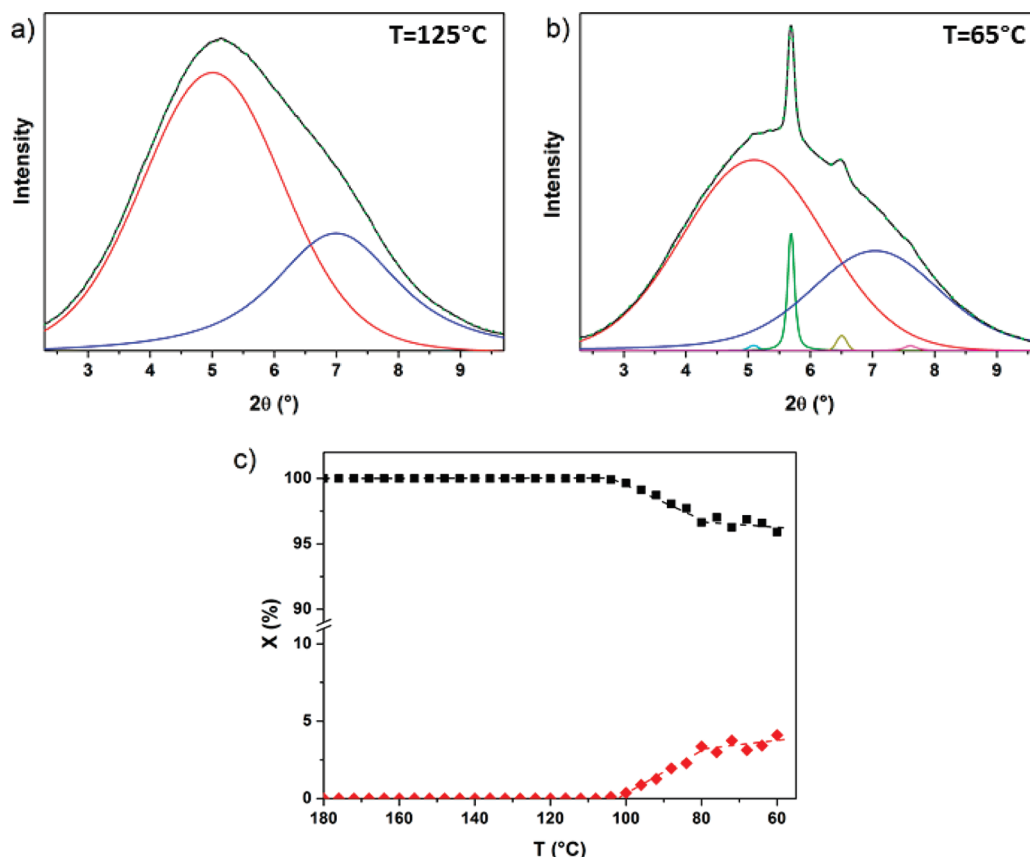 a)
T=125°C
Intensity
3 4 5 6 7 8 9
2θ (°)
b)
T=65°C
Intensity
3 4 5 6 7 8 9
2θ (°)
c)
X (%)
100
95
90
10
5
0
180 160 140 120 100 80 60
T (°C)